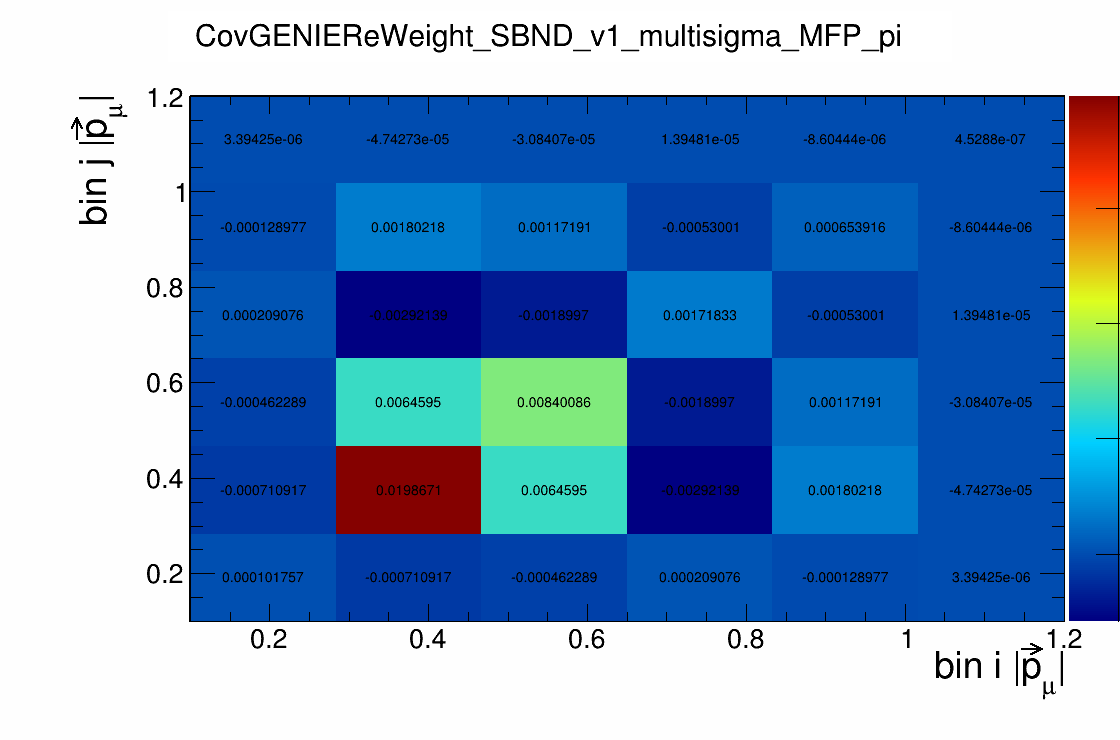 CovGENIEReWeight_SBND_v1_multisigma_MFP_pi
bin j |p⃗μ|
1.2
3.39425e-06 -4.74273e-05 -3.08407e-05 1.39481e-05 -8.60444e-06 4.5288e-07
1
-0.000128977 0.00180218 0.00117191 -0.00053001 0.000653916 -8.60444e-06
0.8
0.000209076 -0.00292139 -0.0018997 0.00171833 -0.00053001 1.39481e-05
0.6
-0.000462289 0.0064595 0.00840086 -0.0018997 0.00117191 -3.08407e-05
0.4
-0.000710917 0.0198671 0.0064595 -0.00292139 0.00180218 -4.74273e-05
0.2
0.000101757 -0.000710917 -0.000462289 0.000209076 -0.000128977 3.39425e-06
0.2 0.4 0.6 0.8 1 1.2
bin i |p⃗μ|